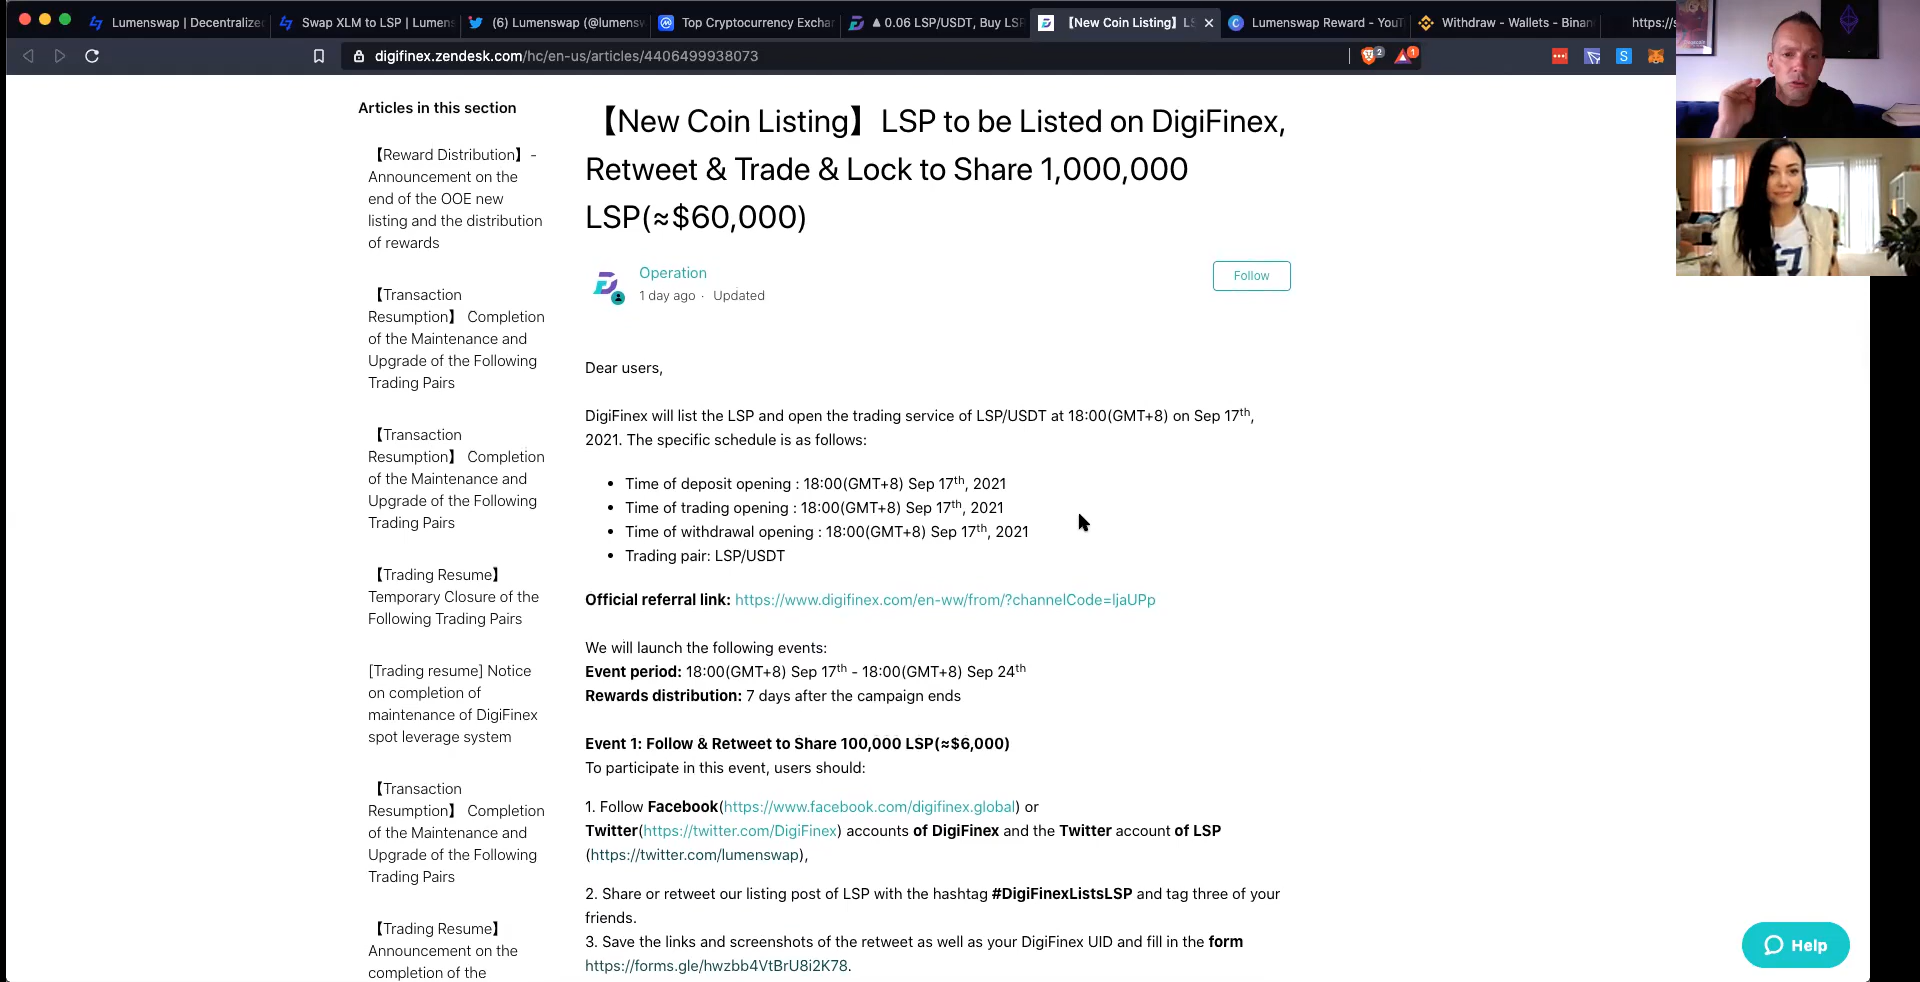 Lumenswap | Decentralized
Swap XLM to LSP | Lumens
(6) Lumenswap (@lumensw
Top Cryptocurrency Exchan
▲ 0.06 LSP/USDT, Buy LSP
【New Coin Listing】LS
Lumenswap Reward - YouT
Withdraw - Wallets - Binan
https://s
digifinex.zendesk.com/hc/en-us/articles/4406499938073
2
1
S
Articles in this section
【Reward Distribution】-
Announcement on the
end of the OOE new
listing and the distribution
of rewards
【Transaction
Resumption】 Completion
of the Maintenance and
Upgrade of the Following
Trading Pairs
【Transaction
Resumption】 Completion
of the Maintenance and
Upgrade of the Following
Trading Pairs
【Trading Resume】
Temporary Closure of the
Following Trading Pairs
[Trading resume] Notice
on completion of
maintenance of DigiFinex
spot leverage system
【Transaction
Resumption】 Completion
of the Maintenance and
Upgrade of the Following
Trading Pairs
【Trading Resume】
Announcement on the
completion of the
【New Coin Listing】LSP to be Listed on DigiFinex,
Retweet & Trade & Lock to Share 1,000,000
LSP(≈$60,000)
Operation
1 day ago · Updated
Follow
Dear users,
DigiFinex will list the LSP and open the trading service of LSP/USDT at 18:00(GMT+8) on Sep 17th,
2021. The specific schedule is as follows:
• Time of deposit opening : 18:00(GMT+8) Sep 17th, 2021
• Time of trading opening : 18:00(GMT+8) Sep 17th, 2021
• Time of withdrawal opening : 18:00(GMT+8) Sep 17th, 2021
• Trading pair: LSP/USDT
Official referral link: https://www.digifinex.com/en-ww/from/?channelCode=ljaUPp
We will launch the following events:
Event period: 18:00(GMT+8) Sep 17th - 18:00(GMT+8) Sep 24th
Rewards distribution: 7 days after the campaign ends
Event 1: Follow & Retweet to Share 100,000 LSP(≈$6,000)
To participate in this event, users should:
1. Follow Facebook(https://www.facebook.com/digifinex.global) or
Twitter(https://twitter.com/DigiFinex) accounts of DigiFinex and the Twitter account of LSP
(https://twitter.com/lumenswap),
2. Share or retweet our listing post of LSP with the hashtag #DigiFinexListsLSP and tag three of your
friends.
3. Save the links and screenshots of the retweet as well as your DigiFinex UID and fill in the form
https://forms.gle/hwzbb4VtBrU8i2K78.
Help